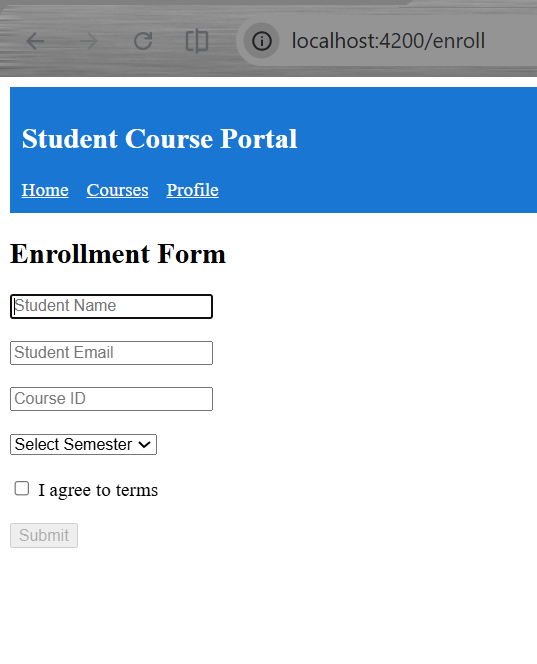 localhost:4200/enroll
Student Course Portal
Home Courses Profile
Enrollment Form
Student Name
Student Email
Course ID
Select Semester
I agree to terms
Submit